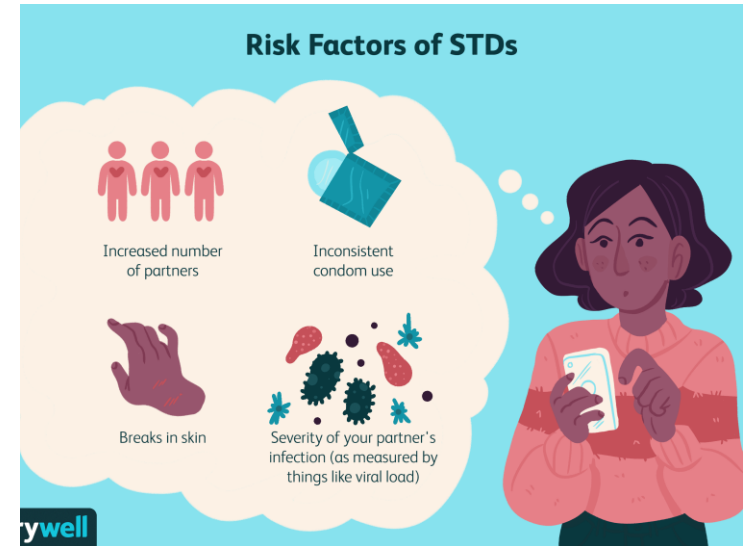 Risk Factors of STDs
Increased number
of partners
Inconsistent
condom use
Breaks in skin
Severity of your partner's
infection (as measured by
things like viral load)
rywell